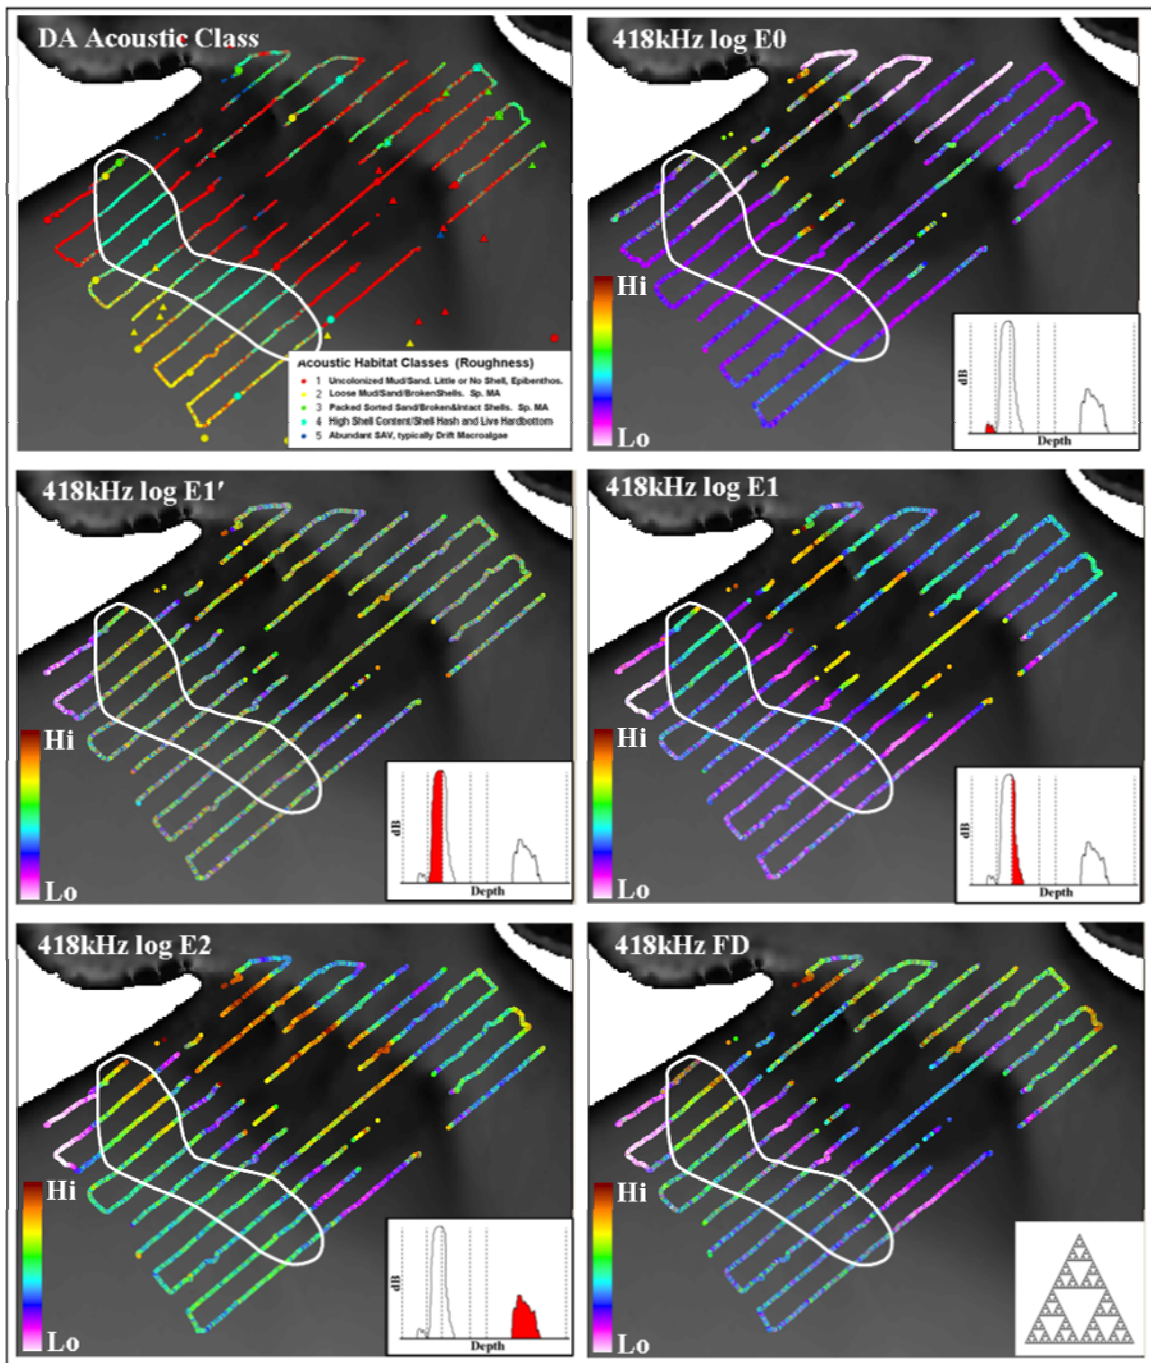 DA Acoustic Class
418kHz log E0
Acoustic Habitat Classes (Roughness)
1 Uncolonized Mud/Sand. Little or No Shell, Epibenthos.
2 Loose Mud/Sand/BrokenShells. Sp. MA
3 Packed Sorted Sand/Broken&Intact Shells. Sp. MA
4 High Shell Content/Shell Hash and Live Hardbottom
5 Abundant SAV, typically Drift Macroalgae
Hi
Lo
dB
Depth
418kHz log E1′
Hi
Lo
dB
Depth
418kHz log E1
Hi
Lo
dB
Depth
418kHz log E2
Hi
Lo
dB
Depth
418kHz FD
Hi
Lo